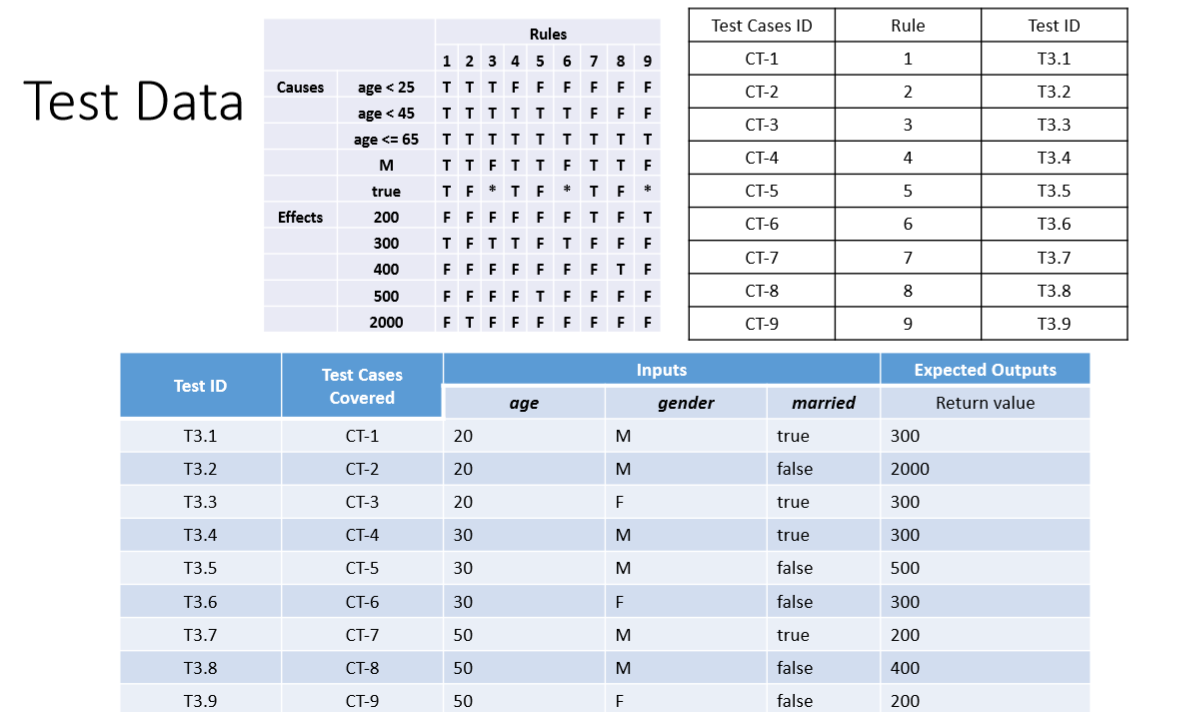 Test Data
Rules
1 2 3 4 5 6 7 8 9
Causes age < 25 T T T F F F F F F
age < 45 T T T T T T F F F
age <= 65 T T T T T T T T T
M T T F T T F T T F
true T F * T F * T F *
Effects 200 F F F F F F T F T
300 T F T T F T F F F
400 F F F F F F F T F
500 F F F F T F F F F
2000 F T F F F F F F F
Test Cases ID Rule Test ID
CT-1 1 T3.1
CT-2 2 T3.2
CT-3 3 T3.3
CT-4 4 T3.4
CT-5 5 T3.5
CT-6 6 T3.6
CT-7 7 T3.7
CT-8 8 T3.8
CT-9 9 T3.9
Test ID Test Cases Covered Inputs Expected Outputs
age gender married Return value
T3.1 CT-1 20 M true 300
T3.2 CT-2 20 M false 2000
T3.3 CT-3 20 F true 300
T3.4 CT-4 30 M true 300
T3.5 CT-5 30 M false 500
T3.6 CT-6 30 F false 300
T3.7 CT-7 50 M true 200
T3.8 CT-8 50 M false 400
T3.9 CT-9 50 F false 200